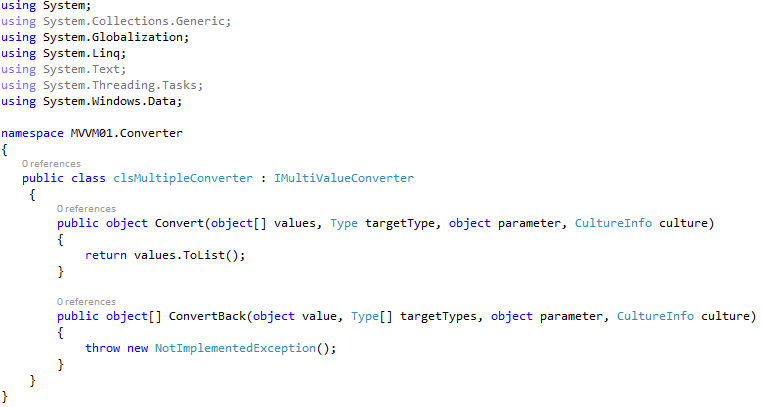 using System;
using System.Collections.Generic;
using System.Globalization;
using System.Linq;
using System.Text;
using System.Threading.Tasks;
using System.Windows.Data;

namespace MVVM01.Converter
{
    0 references
    public class clsMultipleConverter : IMultiValueConverter
    {
        0 references
        public object Convert(object[] values, Type targetType, object parameter, CultureInfo culture)
        {
            return values.ToList();
        }

        0 references
        public object[] ConvertBack(object value, Type[] targetTypes, object parameter, CultureInfo culture)
        {
            throw new NotImplementedException();
        }
    }
}